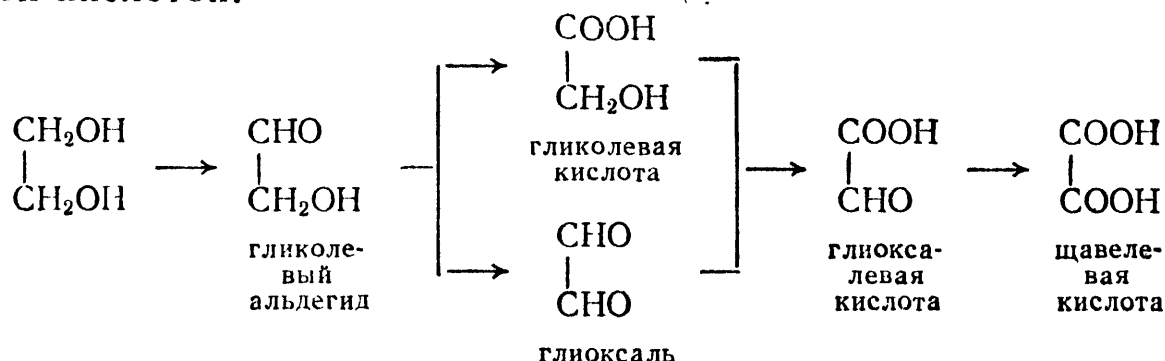 COOH
CH₂OH
гликолевая
кислота
CH₂OH
CH₂OH
CHO
CH₂OH
гликоле-
вый
альдегид
CHO
CHO
глиоксаль
COOH
CHO
глиокса-
левая
кислота
COOH
COOH
щавеле-
вая
кислота